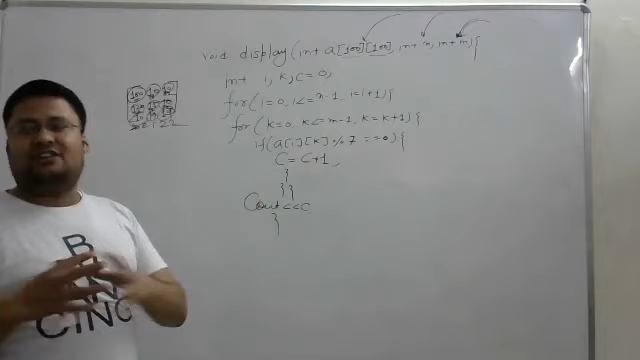 void display (int a[100][100], int n, int m){
int i, k, c=0,
for(i=0, i<=n-1, i=i+1){
for(k=0, k<=m-1, k=k+1){
if(a[i][k] % 7 ==0){
C = C+1,
}
}}
Cout<<C
}
CING